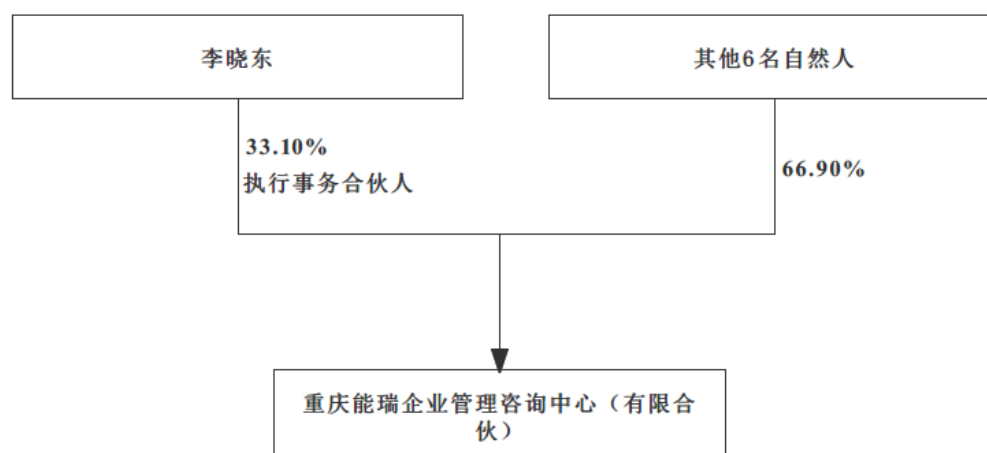 李晓东
其他6名自然人
33.10%
执行事务合伙人
66.90%
重庆能瑞企业管理咨询中心（有限合
伙）